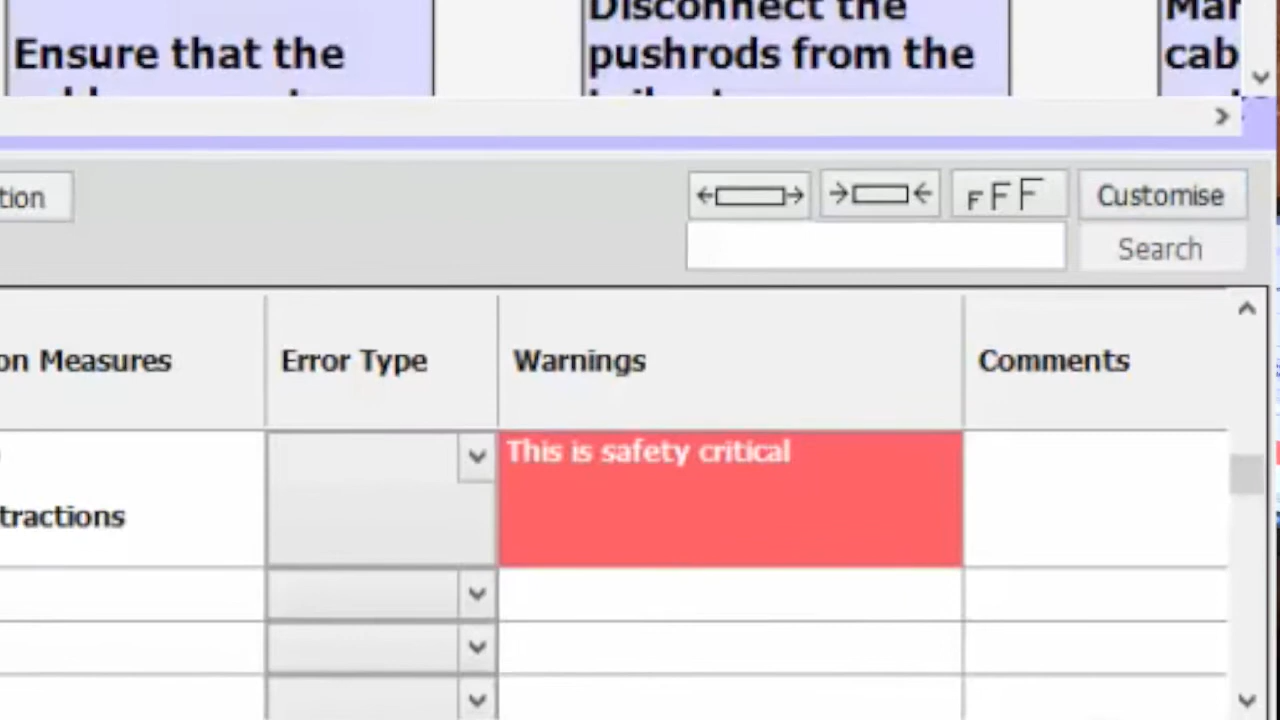 Disconnect the
Ensure that the
pushrods from the
cab
tion
F F F
Customise
Search
on Measures
Error Type
Warnings
Comments
This is safety critical
tractions